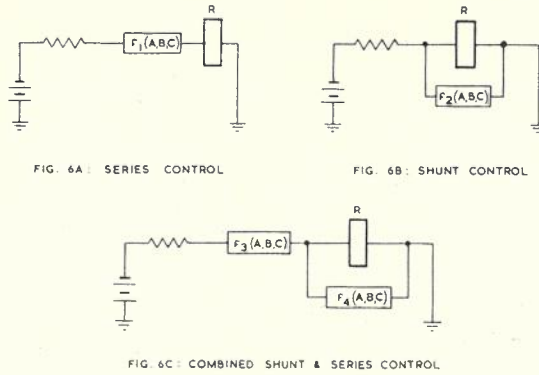 R
F₁(A,B,C)
FIG. 6A: SERIES CONTROL
R
F₂(A,B,C)
FIG. 6B: SHUNT CONTROL
R
F₃(A,B,C)
F₄(A,B,C)
FIG. 6C: COMBINED SHUNT & SERIES CONTROL